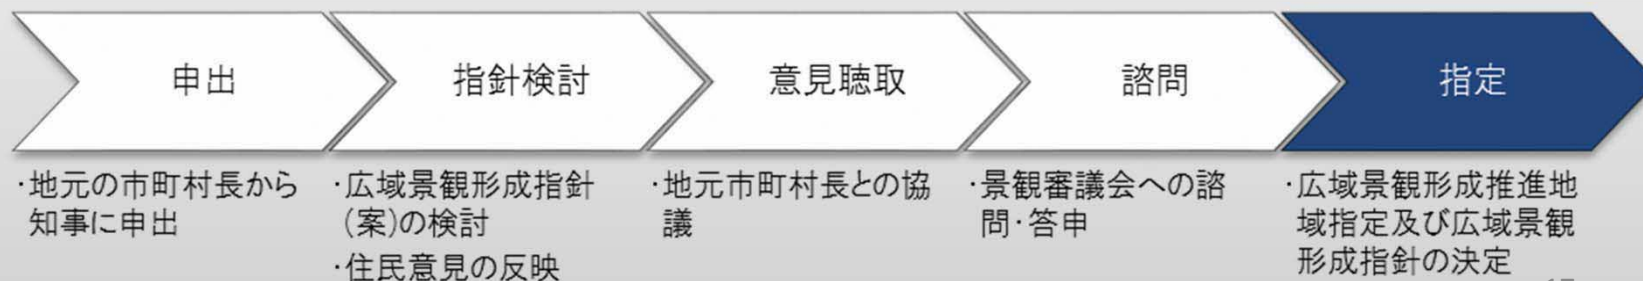 申出
指針検討
意見聴取
諮問
指定
・地元の市町村長から
知事に申出
・広域景観形成指針
(案)の検討
・住民意見の反映
・地元市町村長との協
議
・景観審議会への諮
問・答申
・広域景観形成推進地
域指定及び広域景観
形成指針の決定